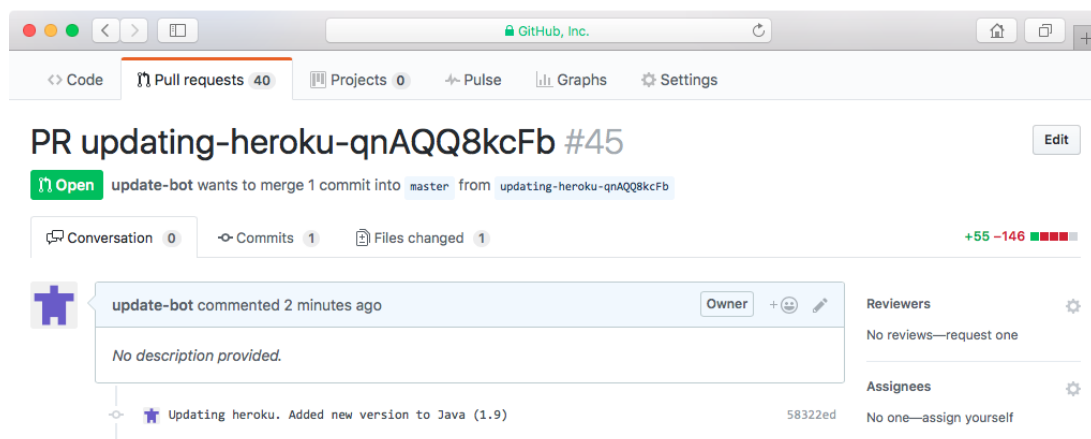 GitHub, Inc.
Code Pull requests 40 Projects 0 Pulse Graphs Settings
PR updating-heroku-qnAQQ8kcFb #45
Edit
Open update-bot wants to merge 1 commit into master from updating-heroku-qnAQQ8kcFb
Conversation 0 Commits 1 Files changed 1 +55 −146
update-bot commented 2 minutes ago Owner
No description provided.
Updating heroku. Added new version to Java (1.9) 58322ed
Reviewers
No reviews—request one
Assignees
No one—assign yourself